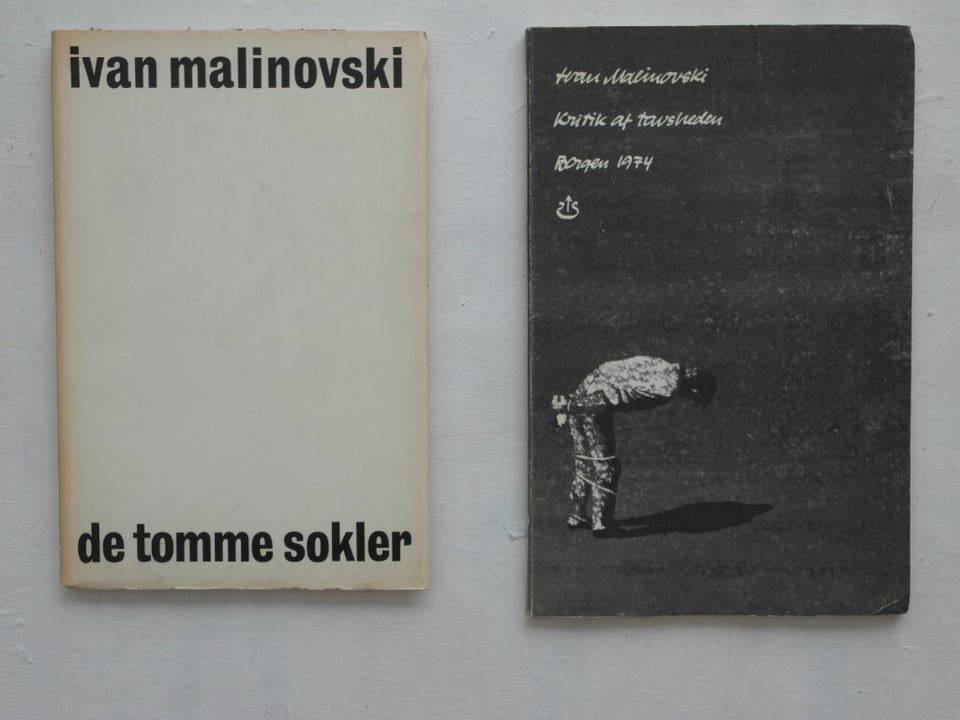 ivan malinovski
de tomme sokler
Ivan Malinovski
Kritik af tavsheden
Borgen 1974